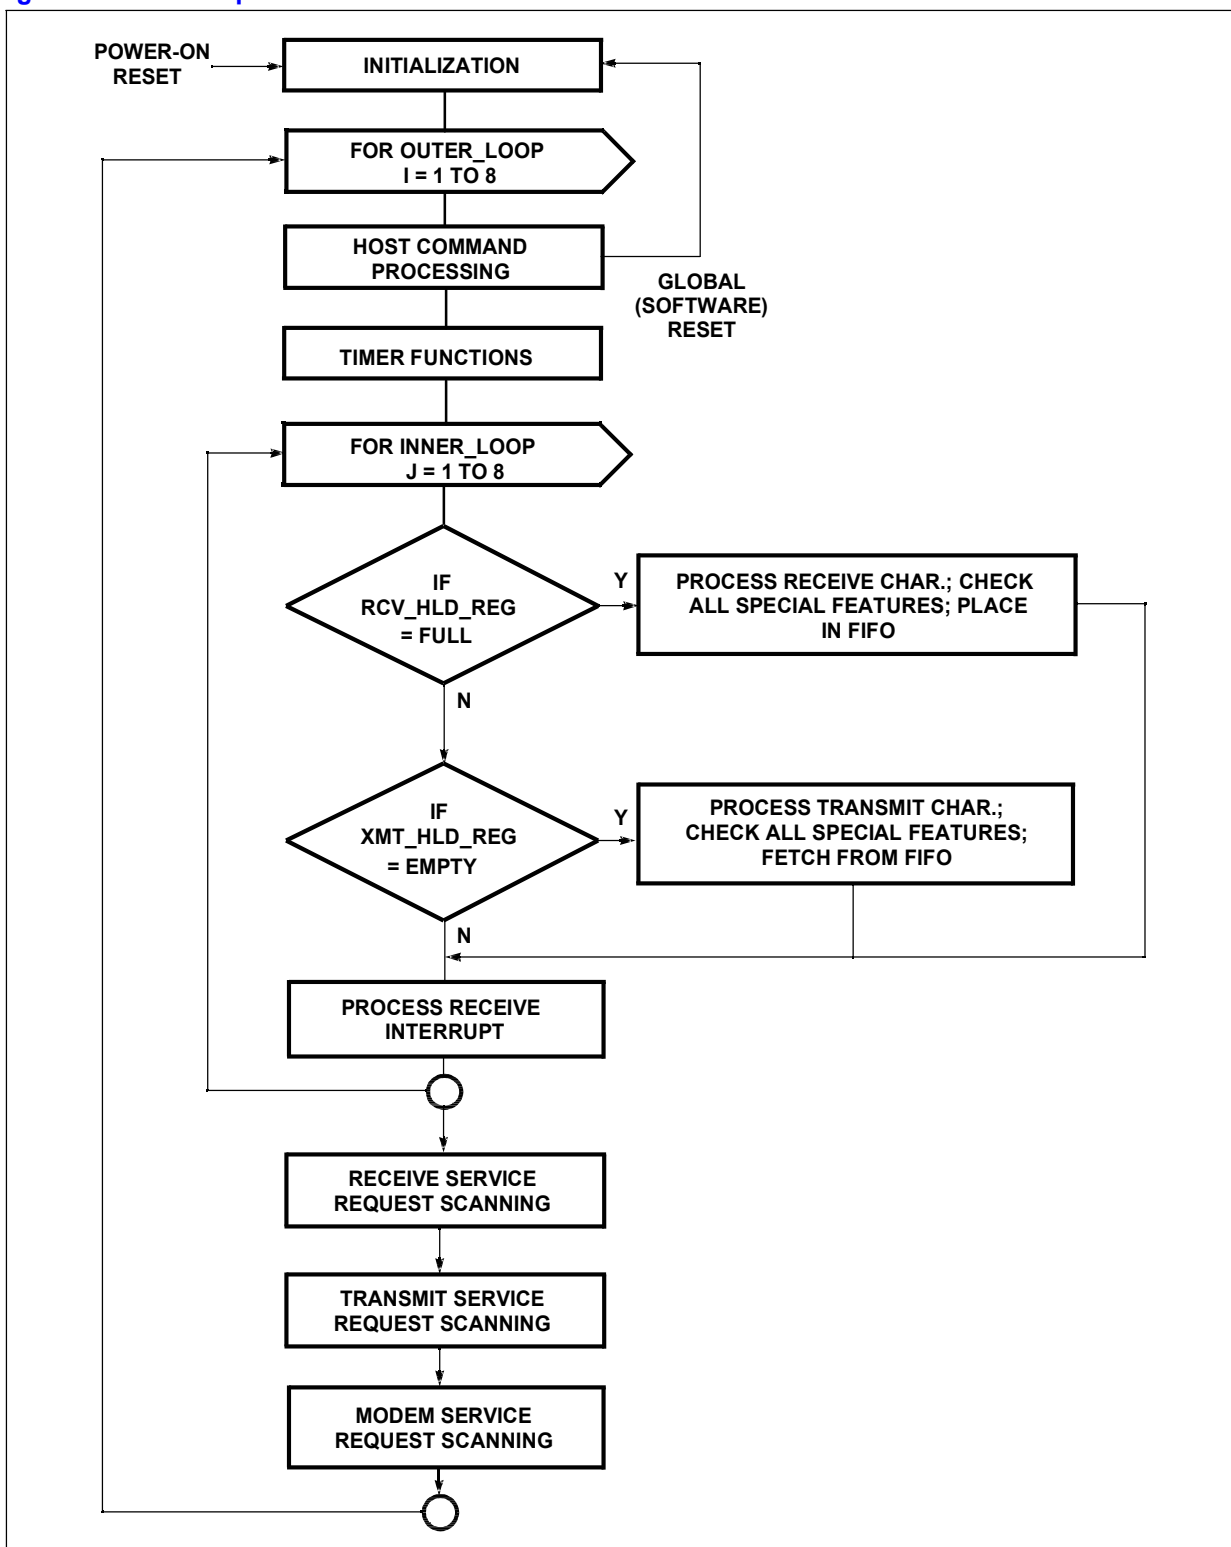 POWER-ON
RESET
INITIALIZATION
FOR OUTER_LOOP
I = 1 TO 8
HOST COMMAND
PROCESSING
GLOBAL
(SOFTWARE)
RESET
TIMER FUNCTIONS
FOR INNER_LOOP
J = 1 TO 8
IF
RCV_HLD_REG
= FULL
Y
PROCESS RECEIVE CHAR.; CHECK
ALL SPECIAL FEATURES; PLACE
IN FIFO
N
IF
XMT_HLD_REG
= EMPTY
Y
PROCESS TRANSMIT CHAR.;
CHECK ALL SPECIAL FEATURES;
FETCH FROM FIFO
N
PROCESS RECEIVE
INTERRUPT
RECEIVE SERVICE
REQUEST SCANNING
TRANSMIT SERVICE
REQUEST SCANNING
MODEM SERVICE
REQUEST SCANNING